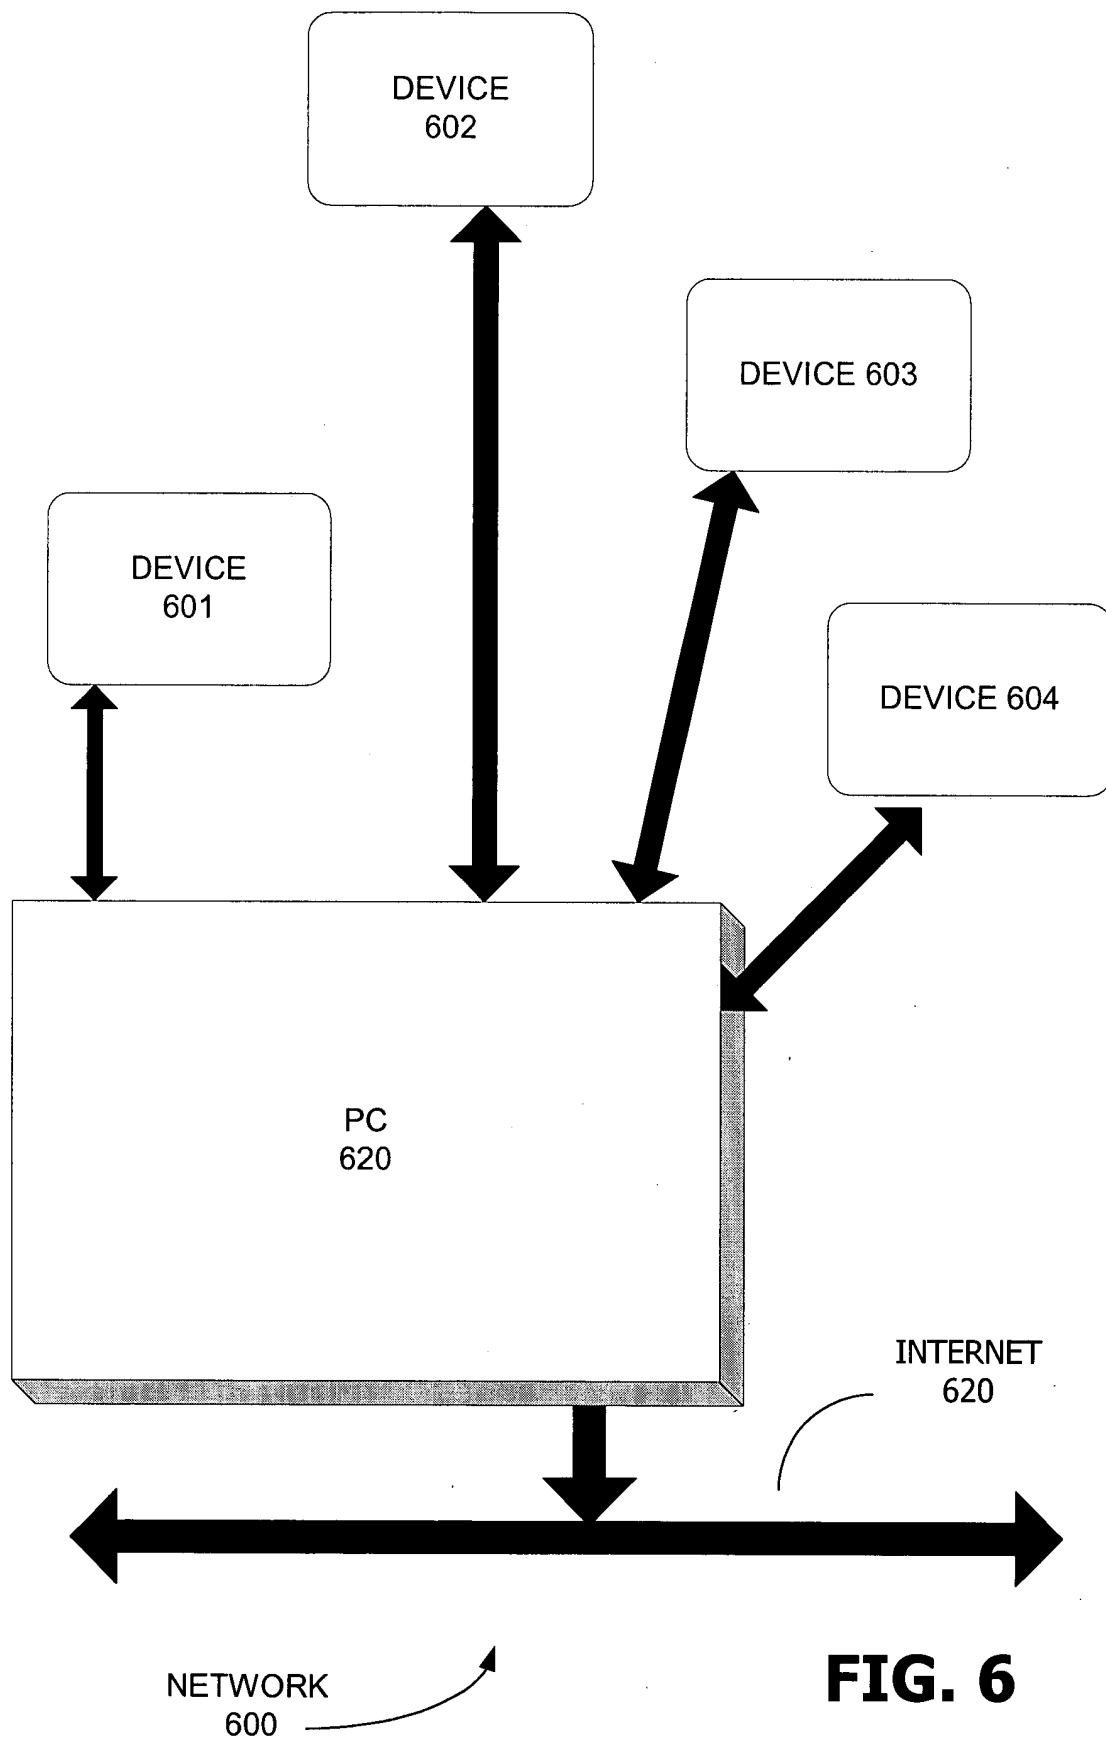 DEVICE
602
DEVICE 603
DEVICE
601
DEVICE 604
PC
620
INTERNET
620
NETWORK
600
FIG. 6